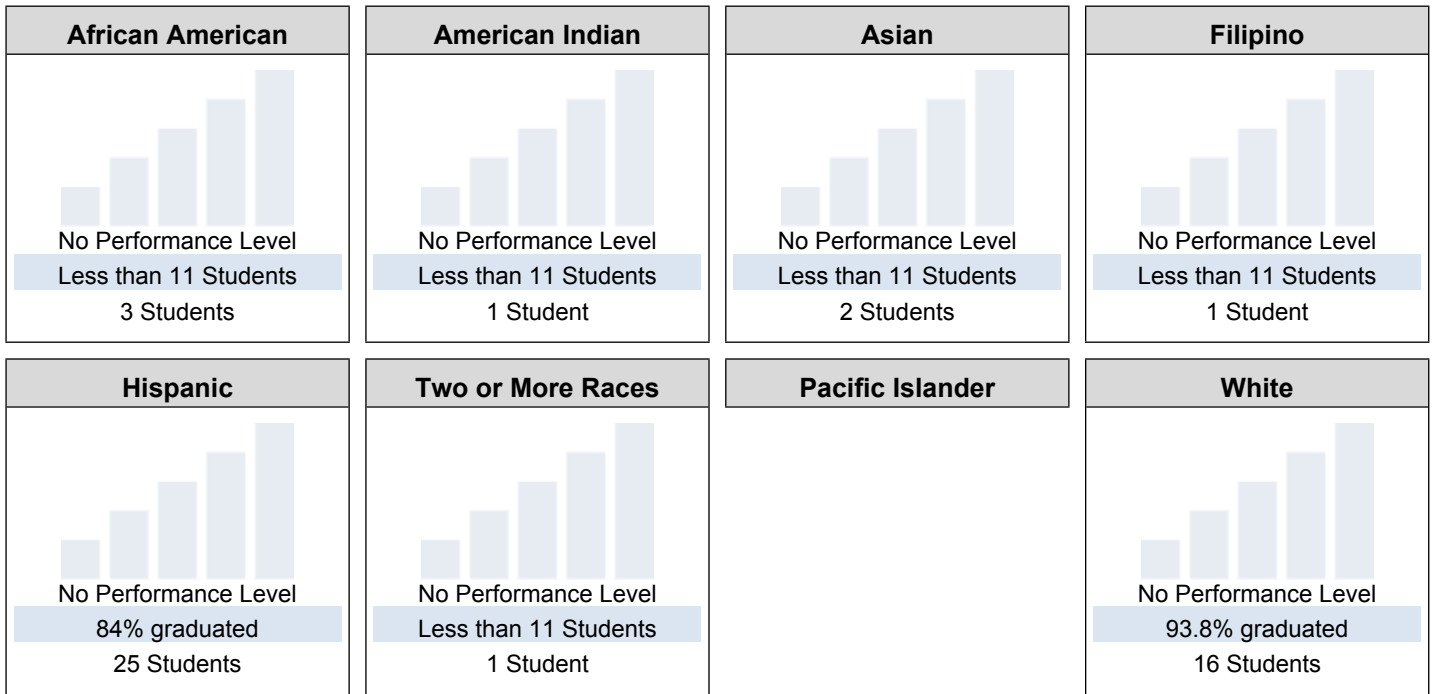 African American
No Performance Level
Less than 11 Students
3 Students
American Indian
No Performance Level
Less than 11 Students
1 Student
Asian
No Performance Level
Less than 11 Students
2 Students
Filipino
No Performance Level
Less than 11 Students
1 Student
Hispanic
No Performance Level
84% graduated
25 Students
Two or More Races
No Performance Level
Less than 11 Students
1 Student
Pacific Islander
White
No Performance Level
93.8% graduated
16 Students